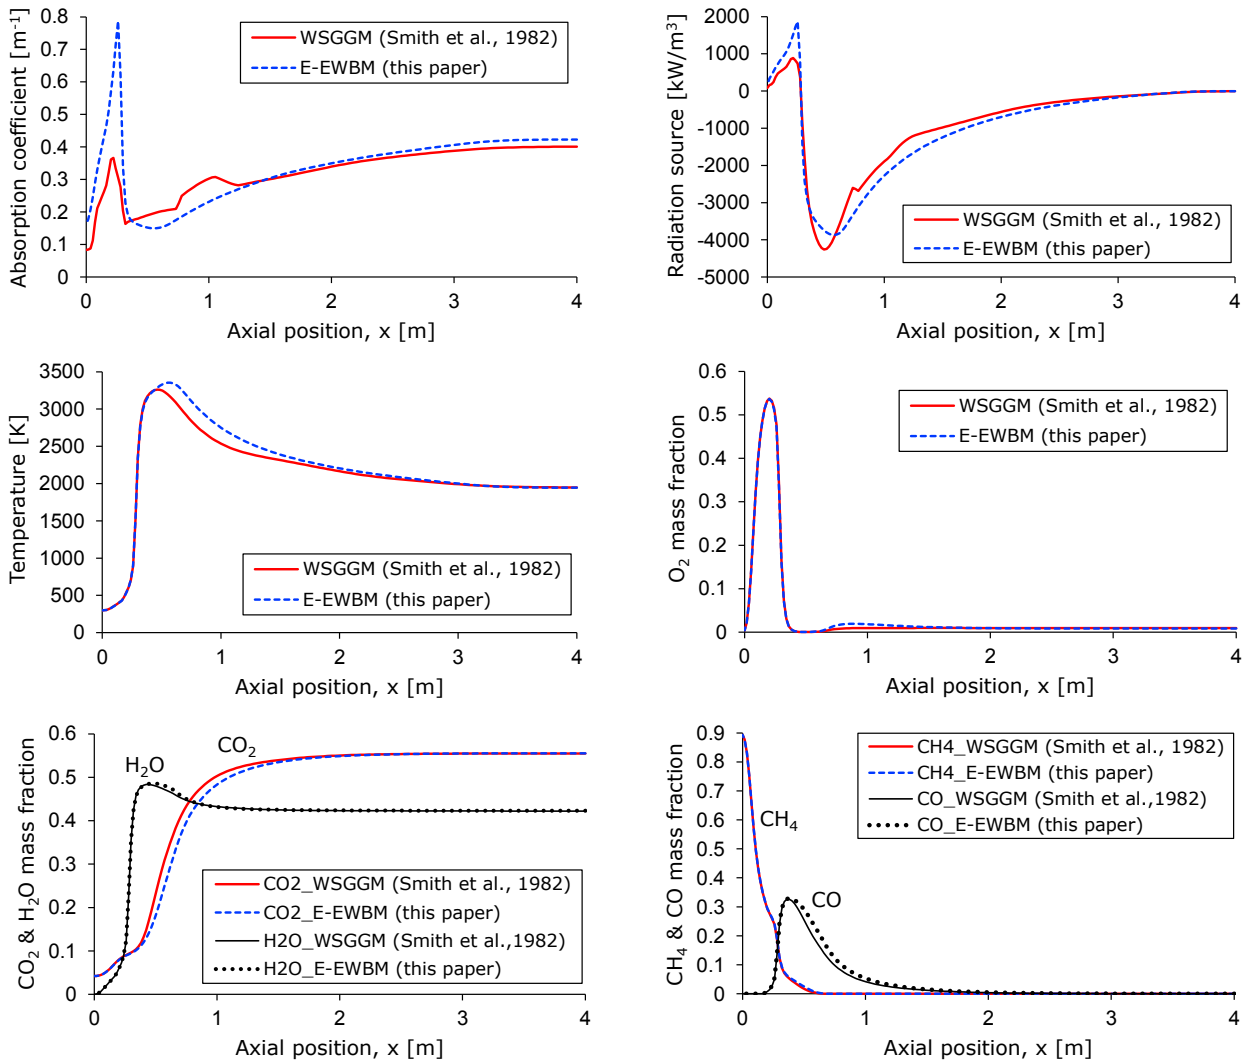 Absorption coefficient [m-1]
0.8
0.7
0.6
0.5
0.4
0.3
0.2
0.1
0
WSGGM (Smith et al., 1982)
E-EWBM (this paper)
0 1 2 3 4
Axial position, x [m]
Radiation source [kW/m3]
2000
1000
0
-1000
-2000
-3000
-4000
-5000
WSGGM (Smith et al., 1982)
E-EWBM (this paper)
0 1 2 3 4
Axial position, x [m]
Temperature [K]
3500
3000
2500
2000
1500
1000
500
0
WSGGM (Smith et al., 1982)
E-EWBM (this paper)
0 1 2 3 4
Axial position, x [m]
O2 mass fraction
0.6
0.5
0.4
0.3
0.2
0.1
0
WSGGM (Smith et al., 1982)
E-EWBM (this paper)
0 1 2 3 4
Axial position, x [m]
CO2 & H2O mass fraction
0.6
0.5
0.4
0.3
0.2
0.1
0
H2O
CO2
CO2_WSGGM (Smith et al., 1982)
CO2_E-EWBM (this paper)
H2O_WSGGM (Smith et al.,1982)
H2O_E-EWBM (this paper)
0 1 2 3 4
Axial position, x [m]
CH4 & CO mass fraction
0.9
0.8
0.7
0.6
0.5
0.4
0.3
0.2
0.1
0
CH4_WSGGM (Smith et al., 1982)
CH4_E-EWBM (this paper)
CO_WSGGM (Smith et al.,1982)
CO_E-EWBM (this paper)
CH4
CO
0 1 2 3 4
Axial position, x [m]